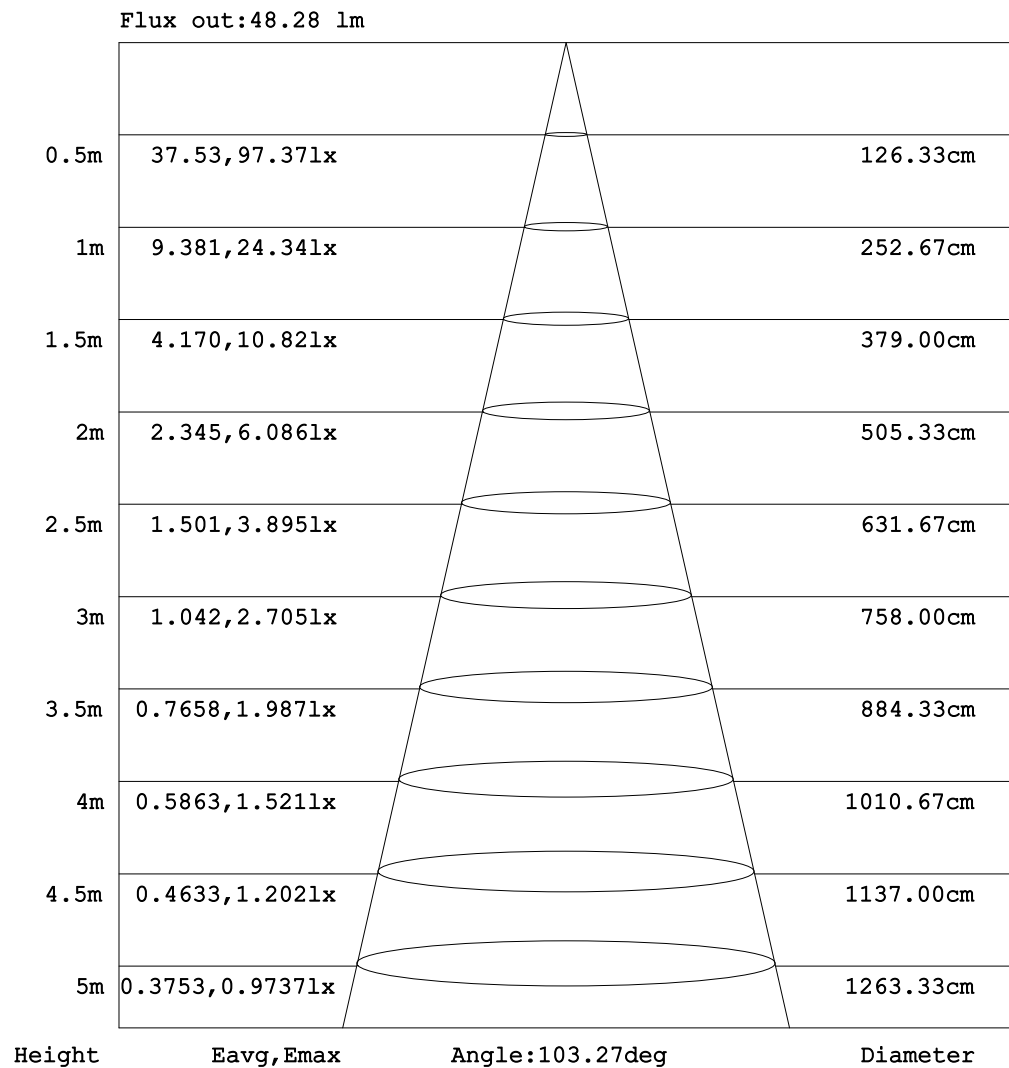 Flux out:48.28 lm
0.5m 37.53,97.37lx 126.33cm
1m 9.381,24.34lx 252.67cm
1.5m 4.170,10.82lx 379.00cm
2m 2.345,6.086lx 505.33cm
2.5m 1.501,3.895lx 631.67cm
3m 1.042,2.705lx 758.00cm
3.5m 0.7658,1.987lx 884.33cm
4m 0.5863,1.521lx 1010.67cm
4.5m 0.4633,1.202lx 1137.00cm
5m 0.3753,0.9737lx 1263.33cm
Height Eavg,Emax Angle:103.27deg Diameter